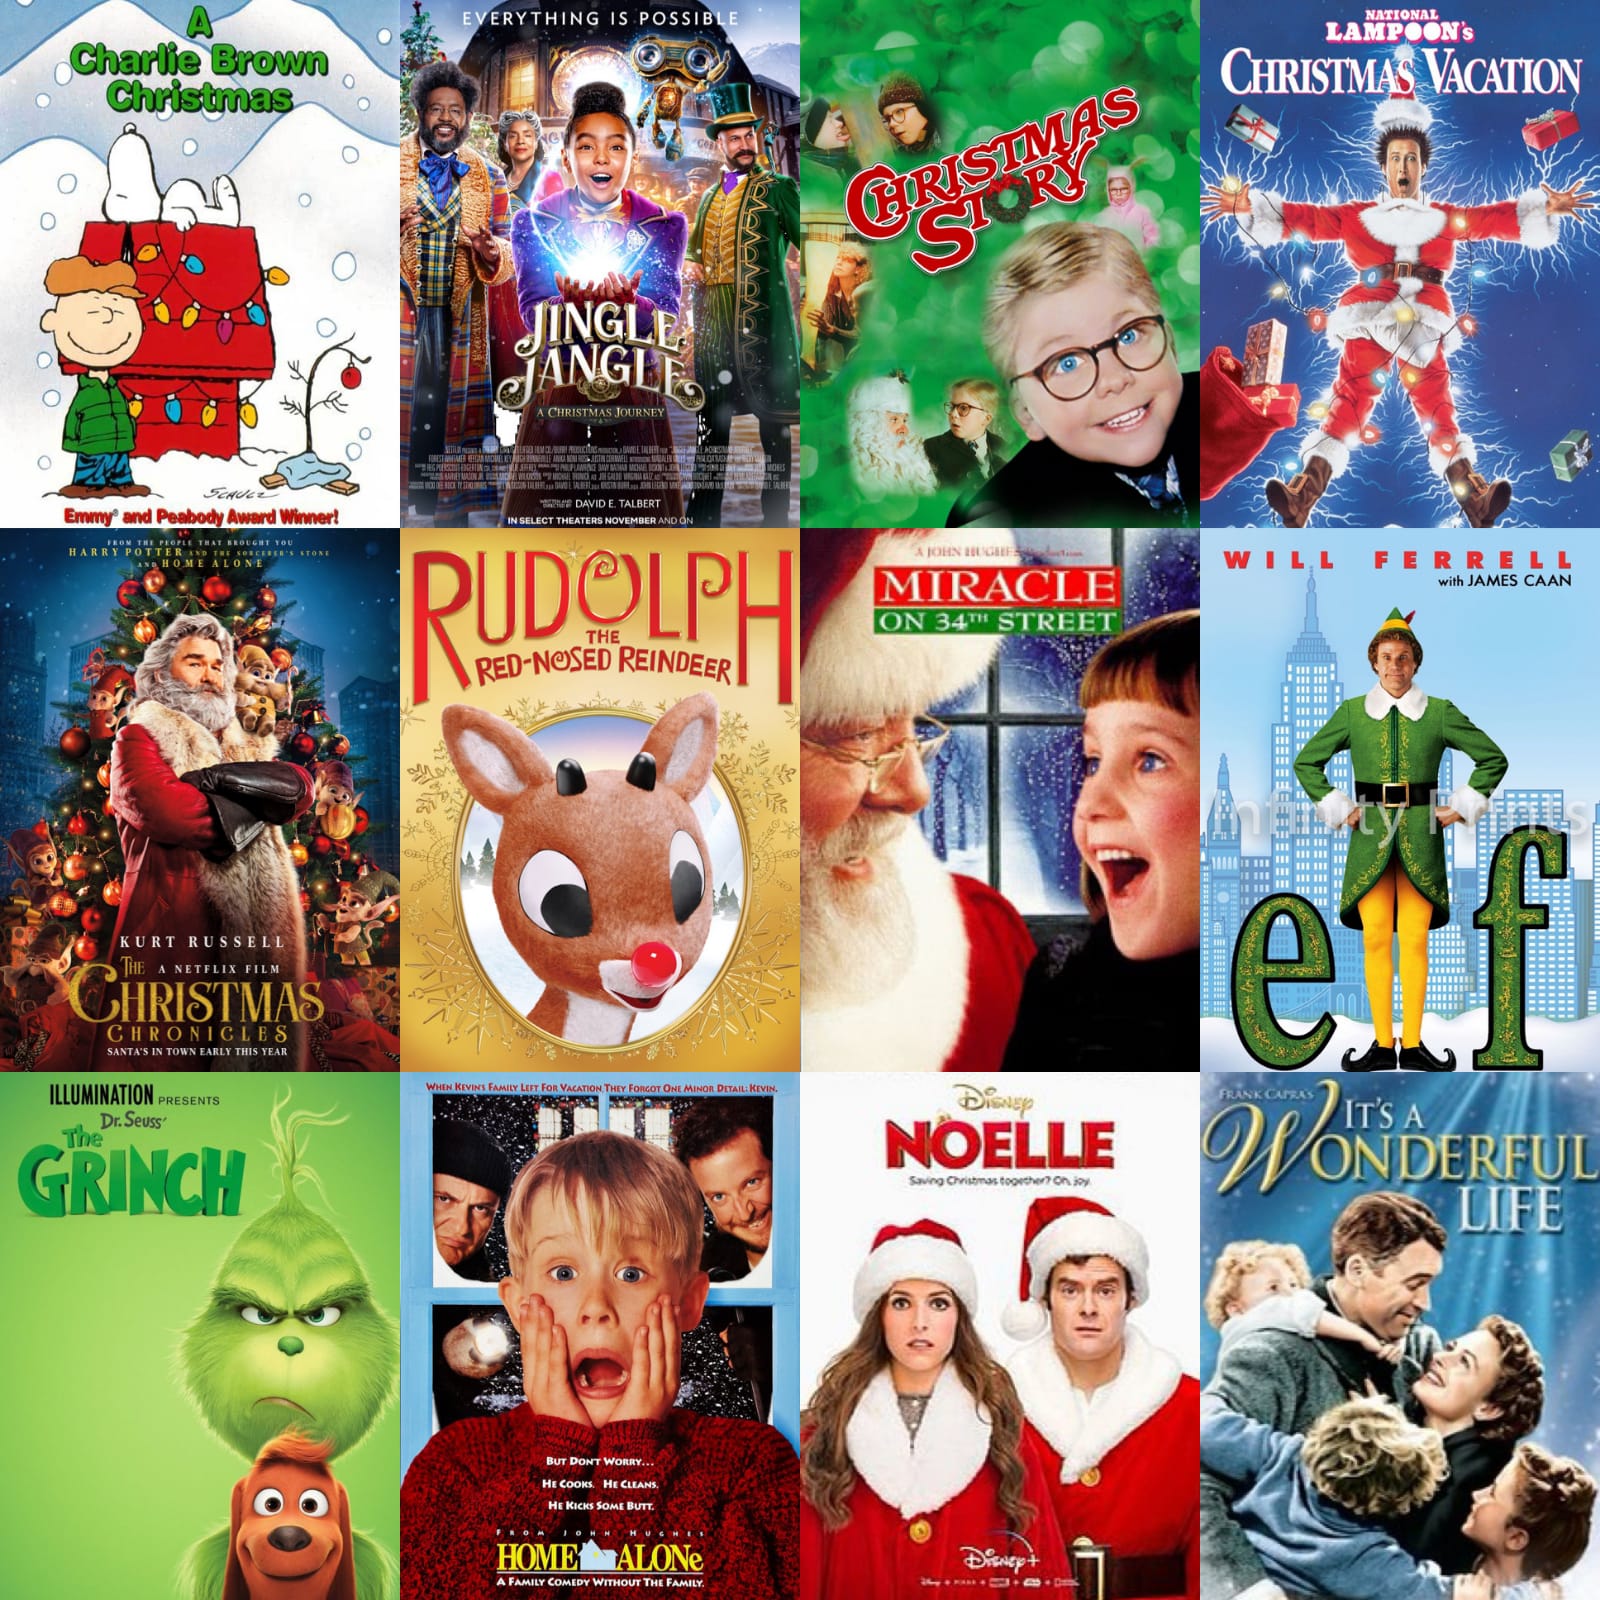 A
Charlie Brown
Christmas
SCHULZ
Emmy® and Peabody Award Winner!
EVERYTHING IS POSSIBLE
JINGLE
JANGLE
A CHRISTMAS JOURNEY
WRITTEN AND
DIRECTED BY DAVID E. TALBERT
IN SELECT THEATERS NOVEMBER AND ON
CHRISTMAS
STORY
NATIONAL
LAMPOON's
CHRISTMAS VACATION
FROM THE PEOPLE THAT BROUGHT YOU
HARRY POTTER AND THE SORCERER'S STONE
AND HOME ALONE
KURT RUSSELL
A NETFLIX FILM
THE
CHRISTMAS
CHRONICLES
SANTA'S IN TOWN EARLY THIS YEAR
RUDOLPH
THE
RED-NOSED REINDEER
A JOHN HUGHES
MIRACLE
ON 34TH STREET
WILL FERRELL
with JAMES CAAN
Infinity Prints
elf
ILLUMINATION PRESENTS
Dr. Seuss'
The
GRINCH
WHEN KEVIN'S FAMILY LEFT FOR VACATION, THEY FORGOT ONE MINOR DETAIL: KEVIN.
BUT DON'T WORRY...
HE COOKS. HE CLEANS.
HE KICKS SOME BUTT.
FROM JOHN HUGHES
HOME ALONe
A FAMILY COMEDY WITHOUT THE FAMILY.
Disney
NOELLE
Saving Christmas together? Oh, joy.
Disney+
FRANK CAPRA'S
IT'S A
WONDERFUL
LIFE